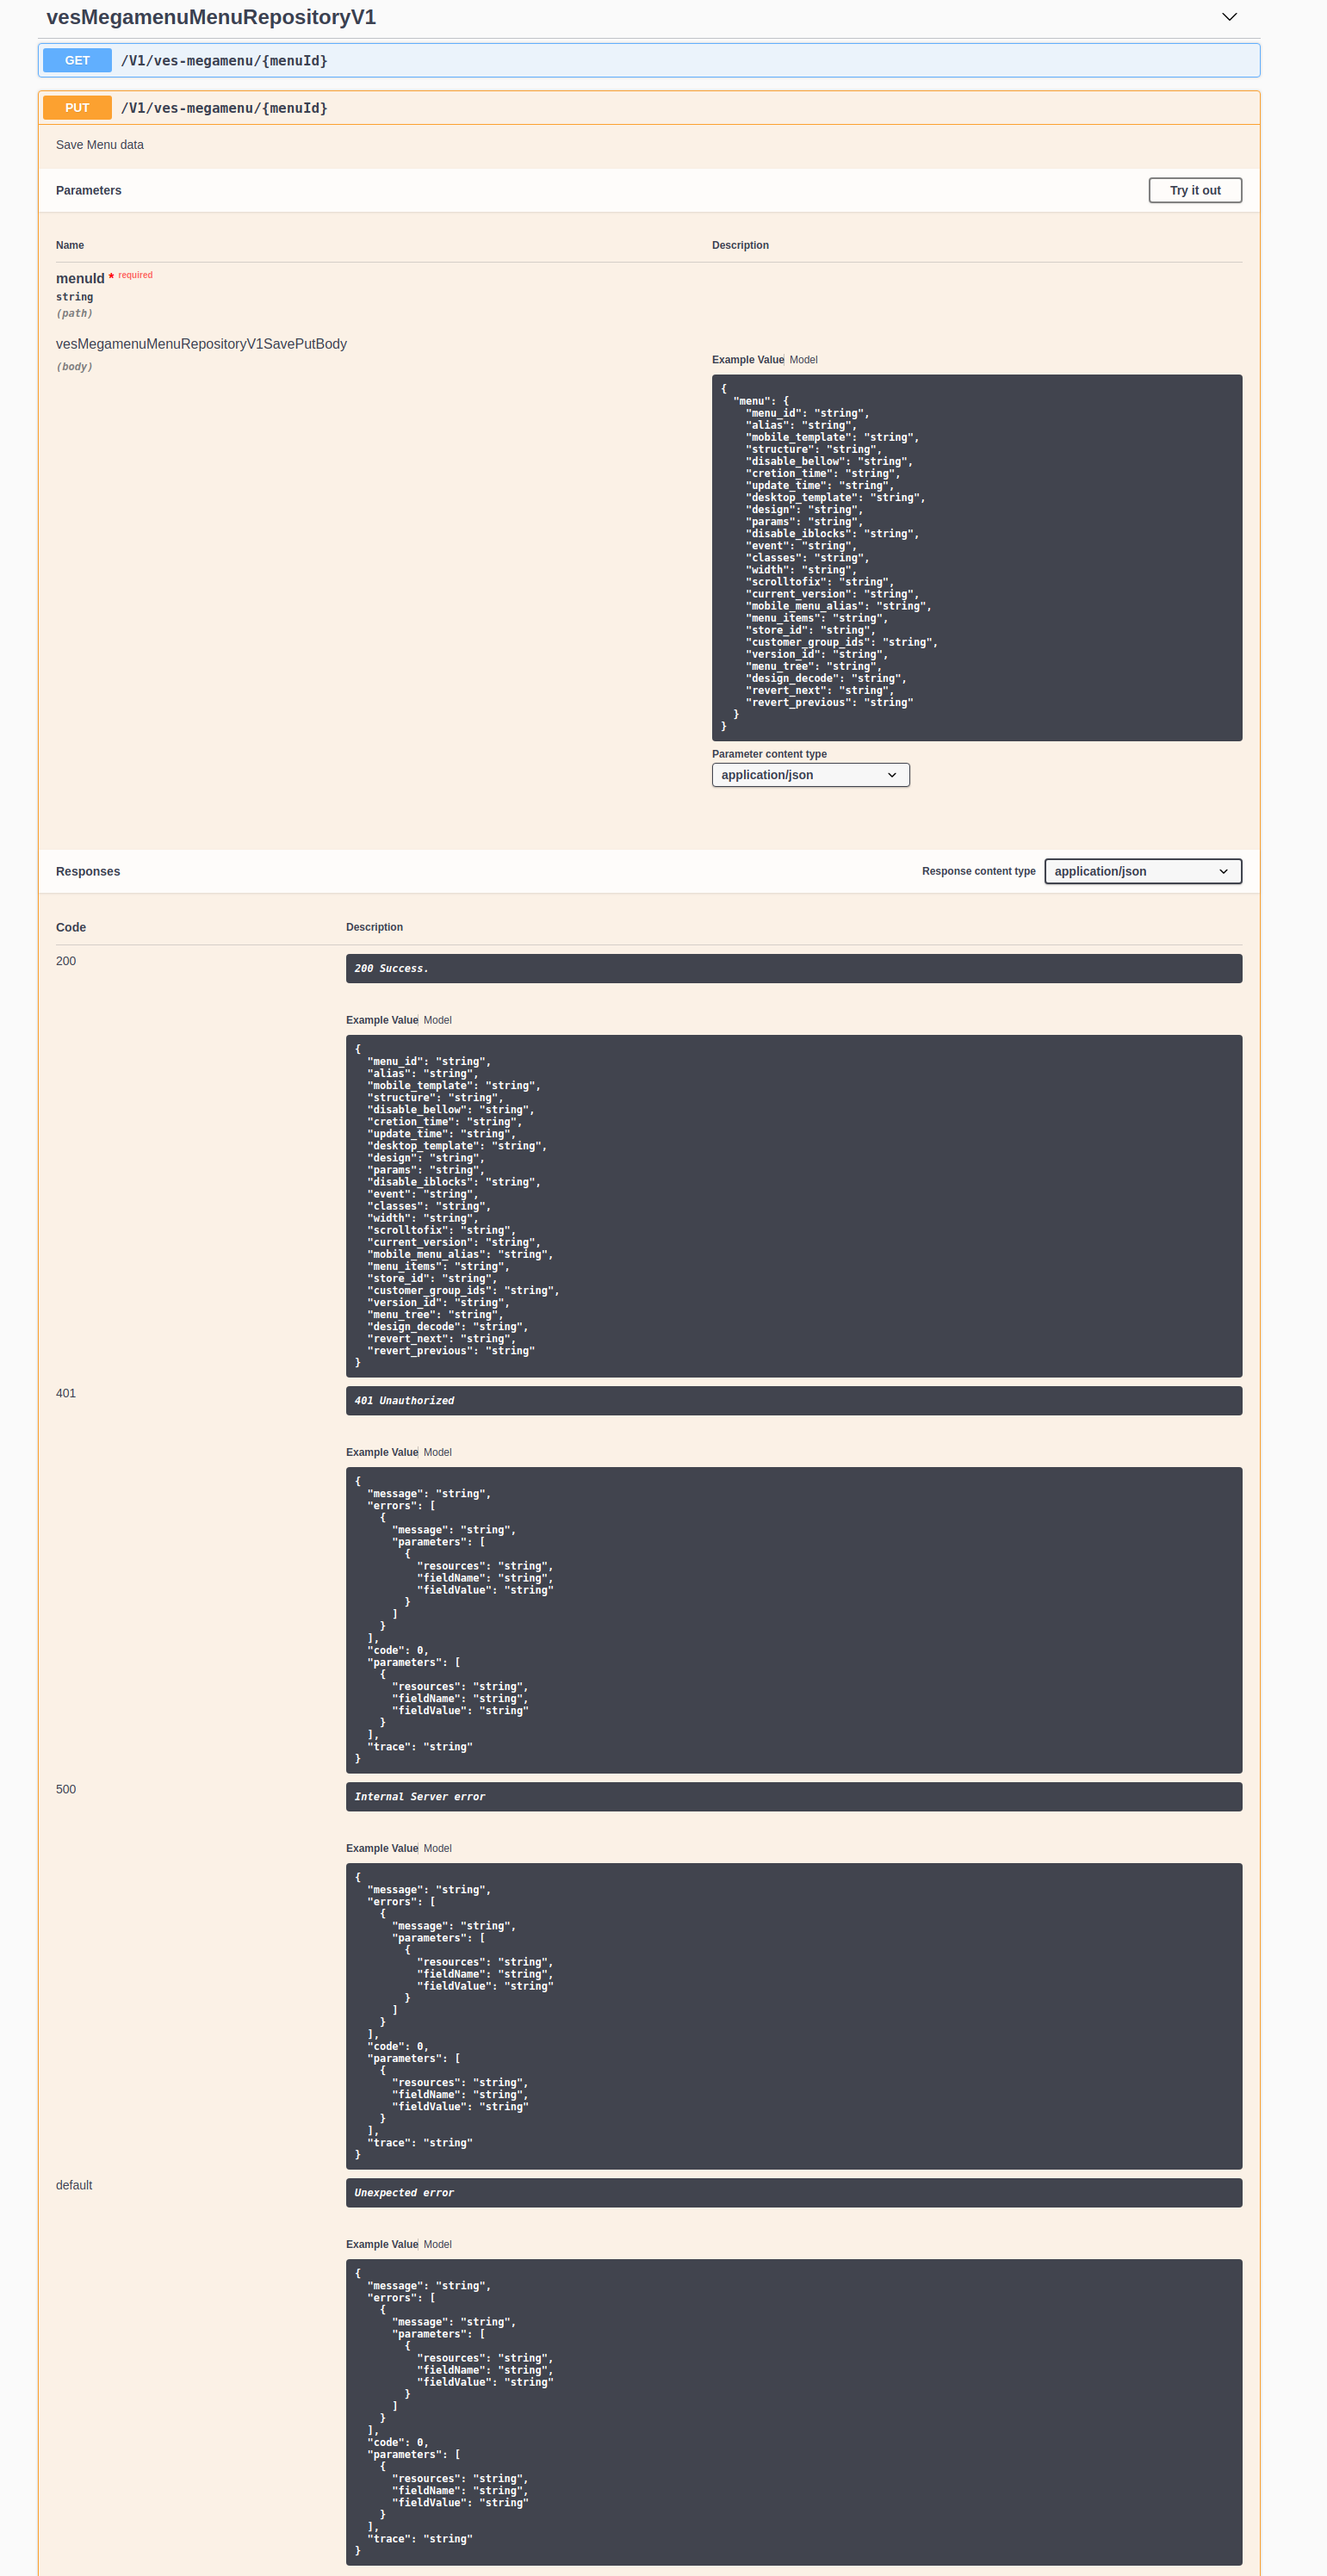 vesMegamenuMenuRepositoryV1
GET /V1/ves-megamenu/{menuId}
PUT /V1/ves-megamenu/{menuId}
Save Menu data
Parameters Try it out
Name Description
menuId * required
string
(path)
vesMegamenuMenuRepositoryV1SavePutBody
(body)
Example Value Model
{
  "menu": {
    "menu_id": "string",
    "alias": "string",
    "mobile_template": "string",
    "structure": "string",
    "disable_bellow": "string",
    "cretion_time": "string",
    "update_time": "string",
    "desktop_template": "string",
    "design": "string",
    "params": "string",
    "disable_iblocks": "string",
    "event": "string",
    "classes": "string",
    "width": "string",
    "scrolltofix": "string",
    "current_version": "string",
    "mobile_menu_alias": "string",
    "menu_items": "string",
    "store_id": "string",
    "customer_group_ids": "string",
    "version_id": "string",
    "menu_tree": "string",
    "design_decode": "string",
    "revert_next": "string",
    "revert_previous": "string"
  }
}
Parameter content type
application/json
Responses Response content type application/json
Code Description
200 200 Success.
Example Value Model
{
  "menu_id": "string",
  "alias": "string",
  "mobile_template": "string",
  "structure": "string",
  "disable_bellow": "string",
  "cretion_time": "string",
  "update_time": "string",
  "desktop_template": "string",
  "design": "string",
  "params": "string",
  "disable_iblocks": "string",
  "event": "string",
  "classes": "string",
  "width": "string",
  "scrolltofix": "string",
  "current_version": "string",
  "mobile_menu_alias": "string",
  "menu_items": "string",
  "store_id": "string",
  "customer_group_ids": "string",
  "version_id": "string",
  "menu_tree": "string",
  "design_decode": "string",
  "revert_next": "string",
  "revert_previous": "string"
}
401 401 Unauthorized
Example Value Model
{
  "message": "string",
  "errors": [
    {
      "message": "string",
      "parameters": [
        {
          "resources": "string",
          "fieldName": "string",
          "fieldValue": "string"
        }
      ]
    }
  ],
  "code": 0,
  "parameters": [
    {
      "resources": "string",
      "fieldName": "string",
      "fieldValue": "string"
    }
  ],
  "trace": "string"
}
500 Internal Server error
Example Value Model
{
  "message": "string",
  "errors": [
    {
      "message": "string",
      "parameters": [
        {
          "resources": "string",
          "fieldName": "string",
          "fieldValue": "string"
        }
      ]
    }
  ],
  "code": 0,
  "parameters": [
    {
      "resources": "string",
      "fieldName": "string",
      "fieldValue": "string"
    }
  ],
  "trace": "string"
}
default Unexpected error
Example Value Model
{
  "message": "string",
  "errors": [
    {
      "message": "string",
      "parameters": [
        {
          "resources": "string",
          "fieldName": "string",
          "fieldValue": "string"
        }
      ]
    }
  ],
  "code": 0,
  "parameters": [
    {
      "resources": "string",
      "fieldName": "string",
      "fieldValue": "string"
    }
  ],
  "trace": "string"
}